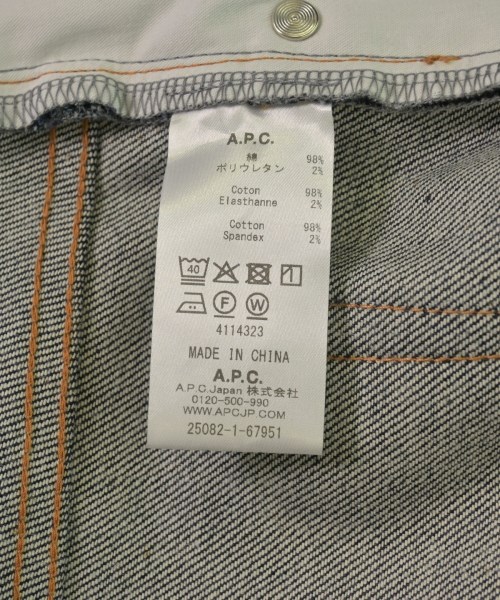 A.P.C.
綿 98%
ポリウレタン 2%
Coton 98%
Elasthanne 2%
Cotton 98%
Spandex 2%
40
F W
4114323
MADE IN CHINA
A.P.C.
A.P.C.Japan 株式会社
0120-500-990
WWW.APCJP.COM
25082-1-67951